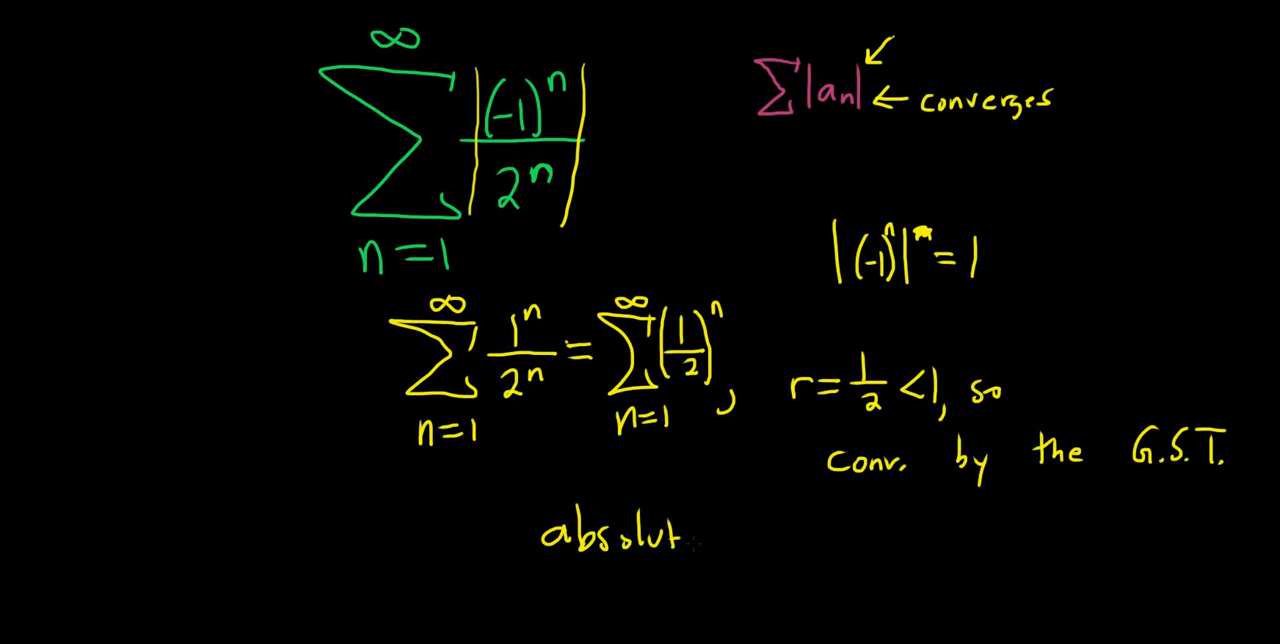 ∞
∑ |(-1)^n / 2^n|
n=1
∑ |a_n| ← converges
|(-1)^n| = 1
∑_{n=1}^{∞} 1^n / 2^n = ∑_{n=1}^{∞} (1/2)^n,
r = 1/2 < 1, so
conv. by the G.S.T.
absolut